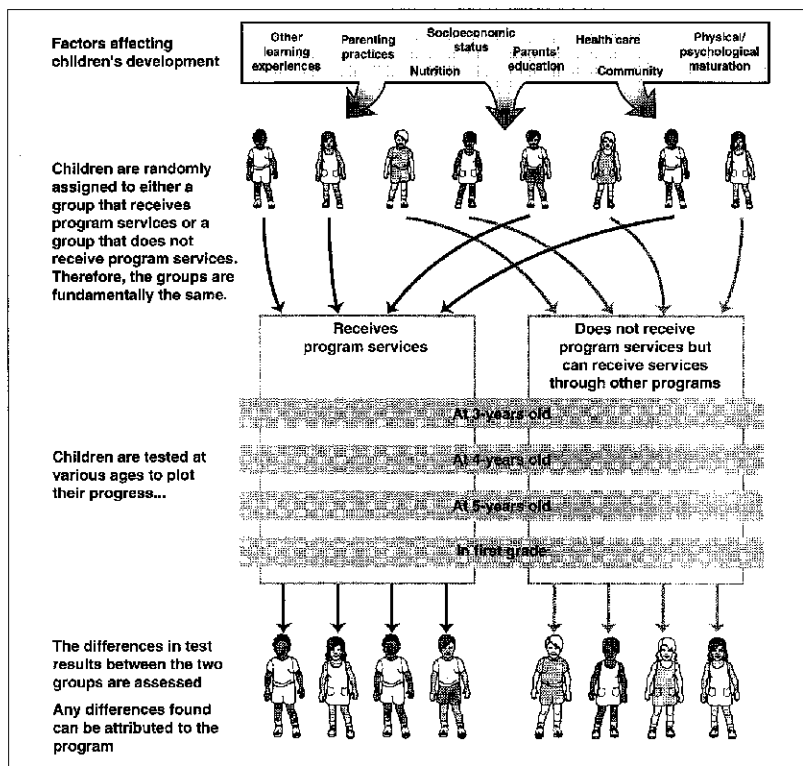 Factors affecting
children's development
Other
learning
experiences
Parenting
practices
Socioeconomic
status
Nutrition
Parents'
education
Health care
Community
Physical/
psychological
maturation
Children are randomly
assigned to either a
group that receives
program services or a
group that does not
receive program services.
Therefore, the groups are
fundamentally the same.
Receives
program services
Does not receive
program services but
can receive services
through other programs
At 3-years old
At 4-years old
At 5-years old
In first grade
Children are tested at
various ages to plot
their progress...
The differences in test
results between the two
groups are assessed
Any differences found
can be attributed to the
program